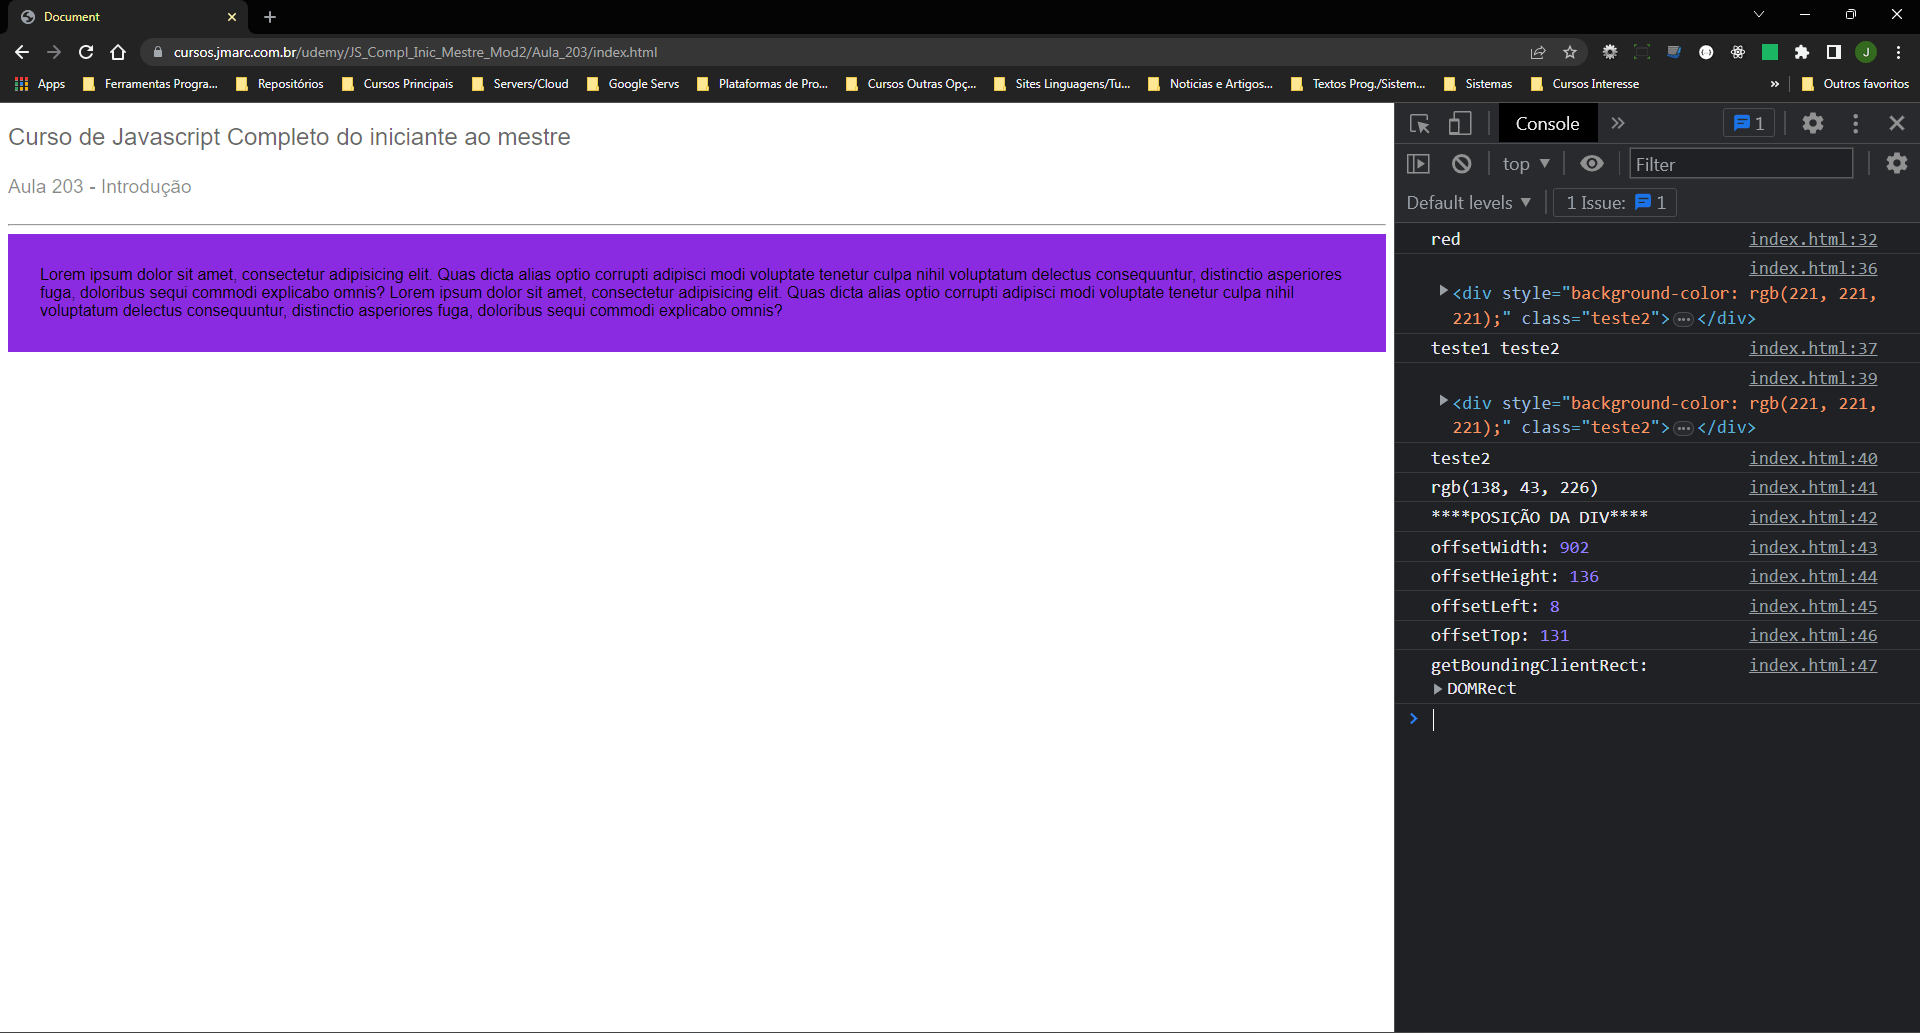 Document
cursos.jmarc.com.br/udemy/JS_Compl_Inic_Mestre_Mod2/Aula_203/index.html
J
Apps Ferramentas Progra... Repositórios Cursos Principais Servers/Cloud Google Servs Plataformas de Pro... Cursos Outras Opç... Sites Linguagens/Tu... Noticias e Artigos... Textos Prog./Sistem... Sistemas Cursos Interesse » Outros favoritos
Curso de Javascript Completo do iniciante ao mestre
Aula 203 - Introdução
Lorem ipsum dolor sit amet, consectetur adipisicing elit. Quas dicta alias optio corrupti adipisci modi voluptate tenetur culpa nihil voluptatum delectus consequuntur, distinctio asperiores
fuga, doloribus sequi commodi explicabo omnis? Lorem ipsum dolor sit amet, consectetur adipisicing elit. Quas dicta alias optio corrupti adipisci modi voluptate tenetur culpa nihil
voluptatum delectus consequuntur, distinctio asperiores fuga, doloribus sequi commodi explicabo omnis?
Console » 1
top Filter
Default levels 1 Issue: 1
red index.html:32
index.html:36
<div style="background-color: rgb(221, 221,
221);" class="teste2">…</div>
teste1 teste2 index.html:37
index.html:39
<div style="background-color: rgb(221, 221,
221);" class="teste2">…</div>
teste2 index.html:40
rgb(138, 43, 226) index.html:41
****POSIÇÃO DA DIV**** index.html:42
offsetWidth: 902 index.html:43
offsetHeight: 136 index.html:44
offsetLeft: 8 index.html:45
offsetTop: 131 index.html:46
getBoundingClientRect: index.html:47
DOMRect